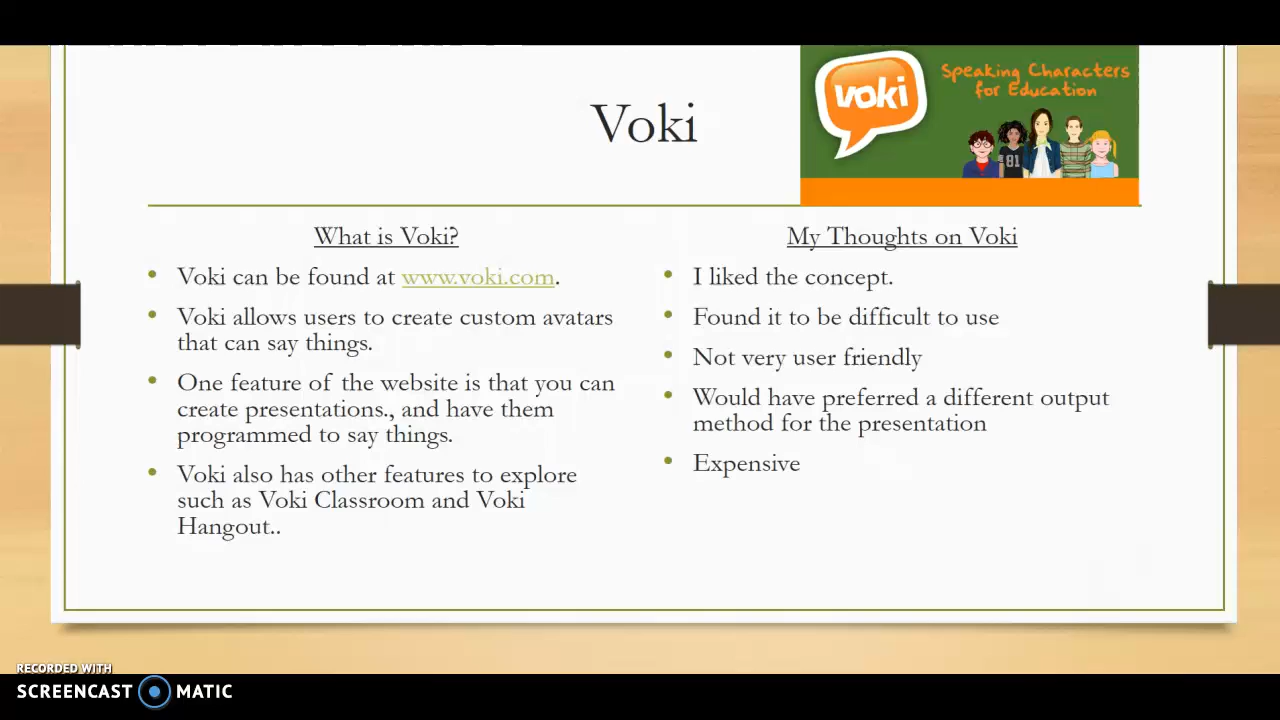 Voki
voki
Speaking Characters
for Education
81
What is Voki?
Voki can be found at www.voki.com.
Voki allows users to create custom avatars
that can say things.
One feature of the website is that you can
create presentations., and have them
programmed to say things.
Voki also has other features to explore
such as Voki Classroom and Voki
Hangout..
My Thoughts on Voki
I liked the concept.
Found it to be difficult to use
Not very user friendly
Would have preferred a different output
method for the presentation
Expensive
RECORDED WITH
SCREENCAST MATIC